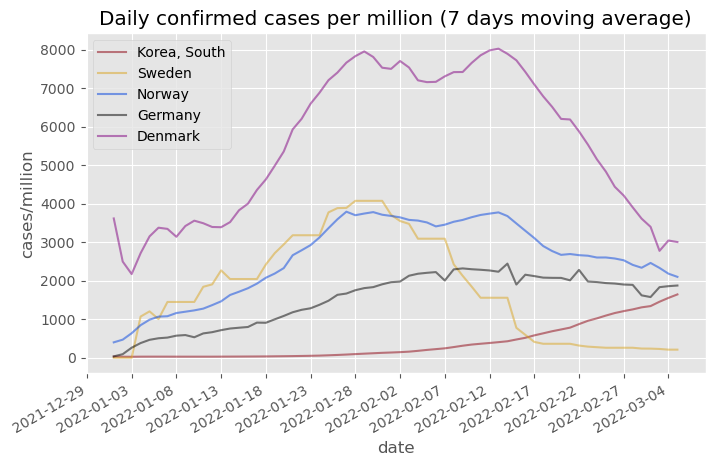 Daily confirmed cases per million (7 days moving average)
Korea, South
Sweden
Norway
Germany
Denmark
8000
7000
6000
5000
4000
3000
2000
1000
0
cases/million
2021-12-29
2022-01-03
2022-01-08
2022-01-13
2022-01-18
2022-01-23
2022-01-28
2022-02-02
2022-02-07
2022-02-12
2022-02-17
2022-02-22
2022-02-27
2022-03-04
date